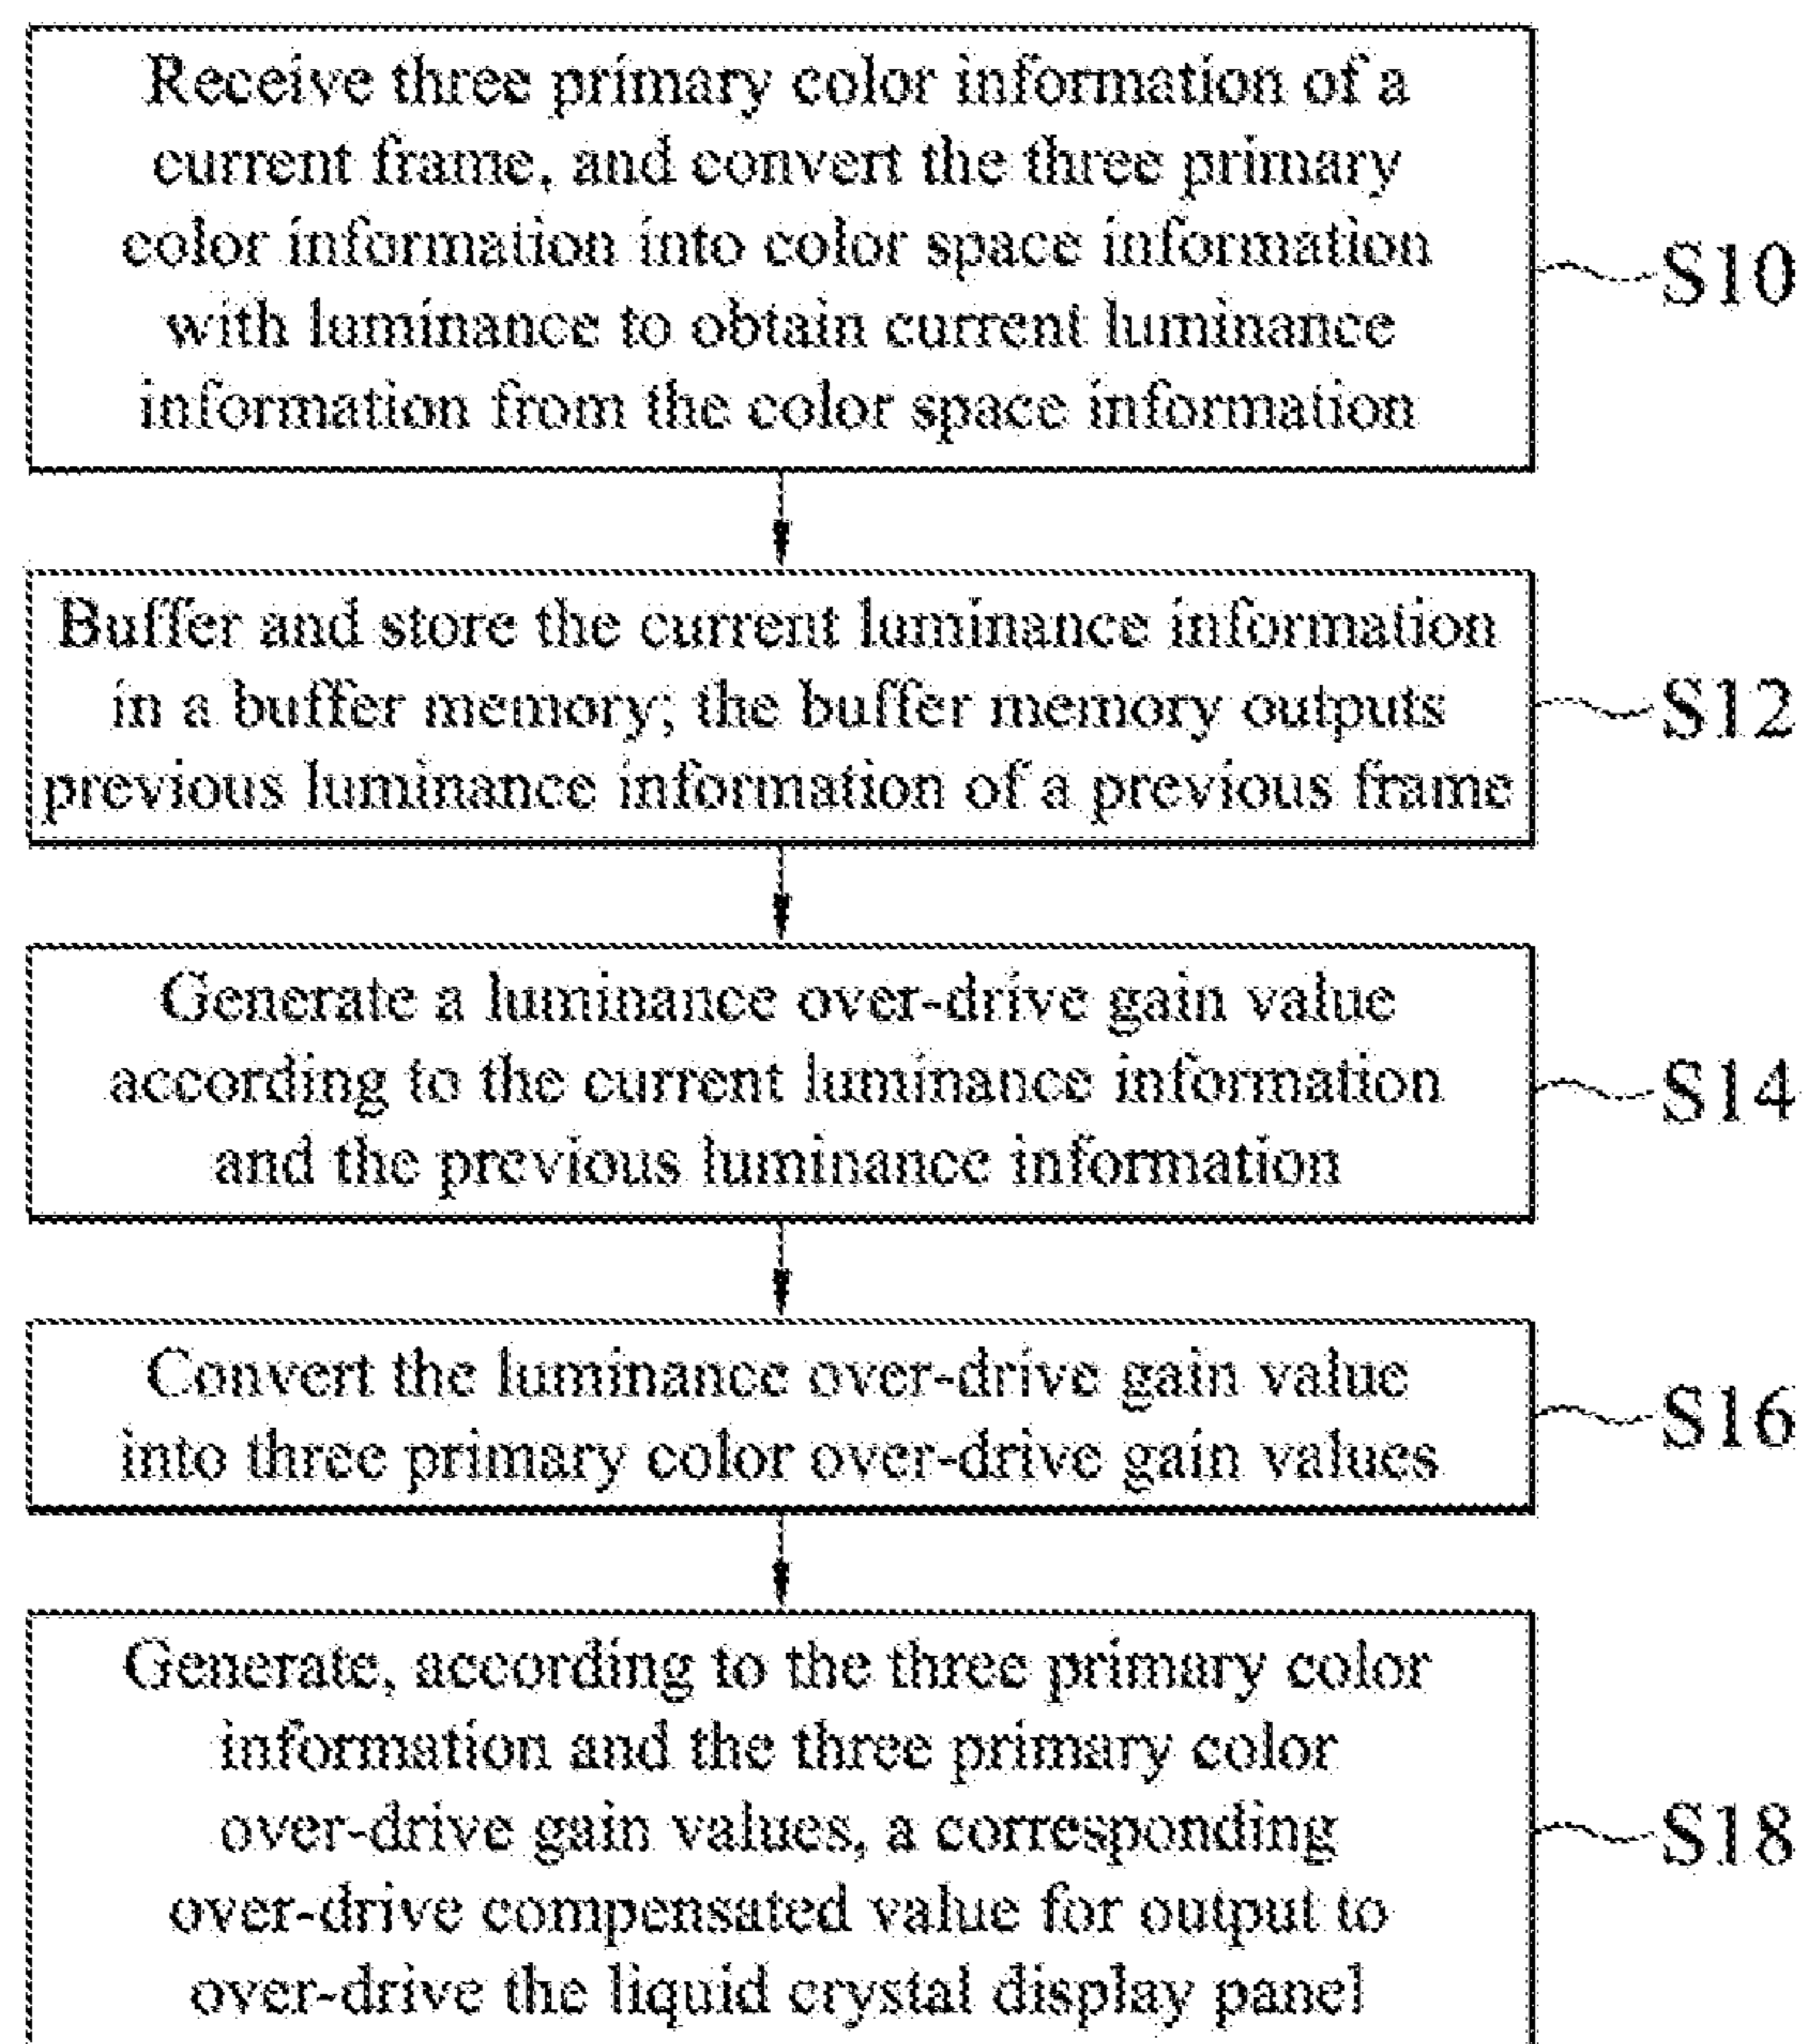 Receive three primary color information of a
current frame, and convert the three primary
color information into color space information
with luminance to obtain current luminance
information from the color space information
S10
Buffer and store the current luminance information
in a buffer memory; the buffer memory outputs
previous luminance information of a previous frame
S12
Generate a luminance over-drive gain value
according to the current luminance information
and the previous luminance information
S14
Convert the luminance over-drive gain value
into three primary color over-drive gain values
S16
Generate, according to the three primary color
information and the three primary color
over-drive gain values, a corresponding
over-drive compensated value for output to
over-drive the liquid crystal display panel
S18